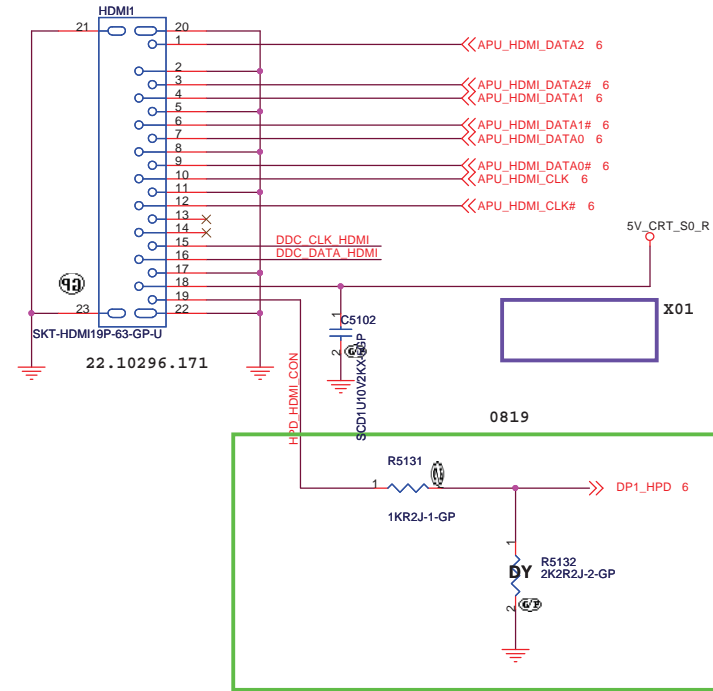 HDMI1
21
20
1
APU_HDMI_DATA2 6
2
3
APU_HDMI_DATA2# 6
4
APU_HDMI_DATA1 6
5
6
APU_HDMI_DATA1# 6
7
APU_HDMI_DATA0 6
8
9
APU_HDMI_DATA0# 6
10
APU_HDMI_CLK 6
11
12
APU_HDMI_CLK# 6
13
14
15
DDC_CLK_HDMI
16
DDC_DATA_HDMI
17
18
19
23
22
5V_CRT_S0_R
SKT-HDMI19P-63-GP-U
22.10296.171
1
C5102
2
HPD_HDMI_CON
X01
0819
R5131
1
1KR2J-1-GP
DP1_HPD 6
1
DY
R5132
2K2R2J-2-GP
2